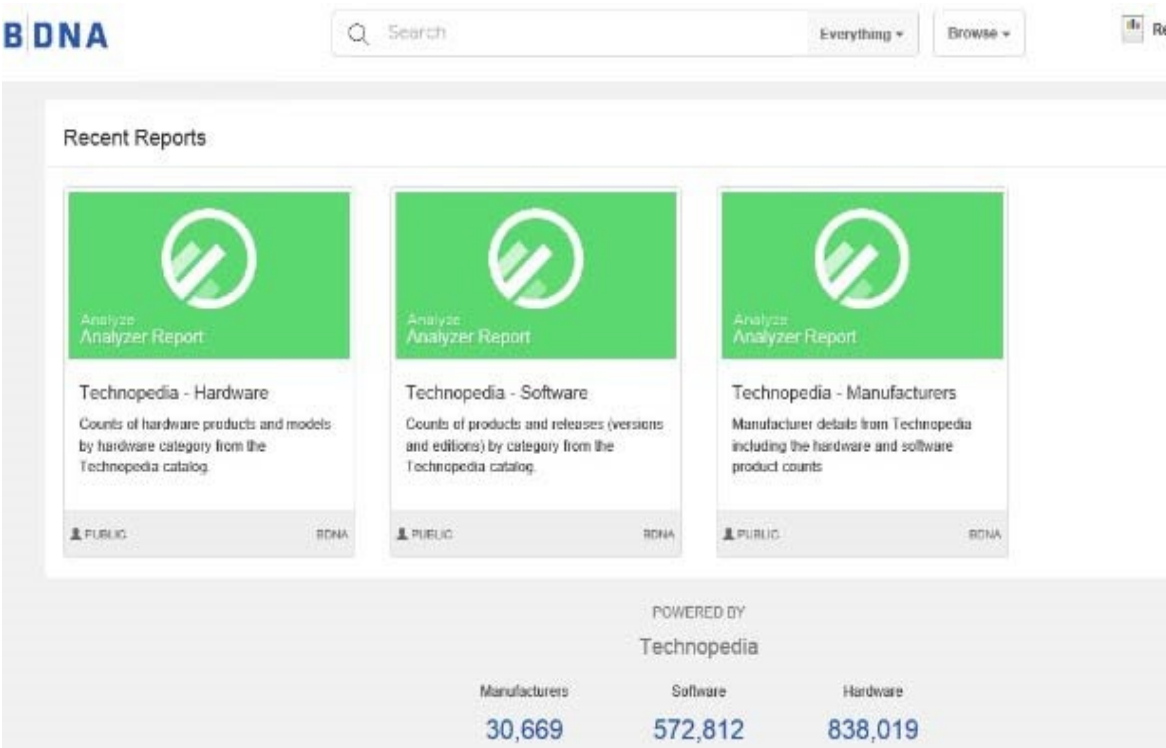 BDNA
Search
Everything
Browse
Re
Recent Reports
Analyze
Analyzer Report
Technopedia - Hardware
Counts of hardware products and models
by hardware category from the
Technopedia catalog.
PUBLIC
BDNA
Analyze
Analyzer Report
Technopedia - Software
Counts of products and releases (versions
and editions) by category from the
Technopedia catalog.
PUBLIC
BDNA
Analyze
Analyzer Report
Technopedia - Manufacturers
Manufacturer details from Technopedia
including the hardware and software
product counts
PUBLIC
BDNA
POWERED BY
Technopedia
Manufacturers
Software
Hardware
30,669
572,812
838,019